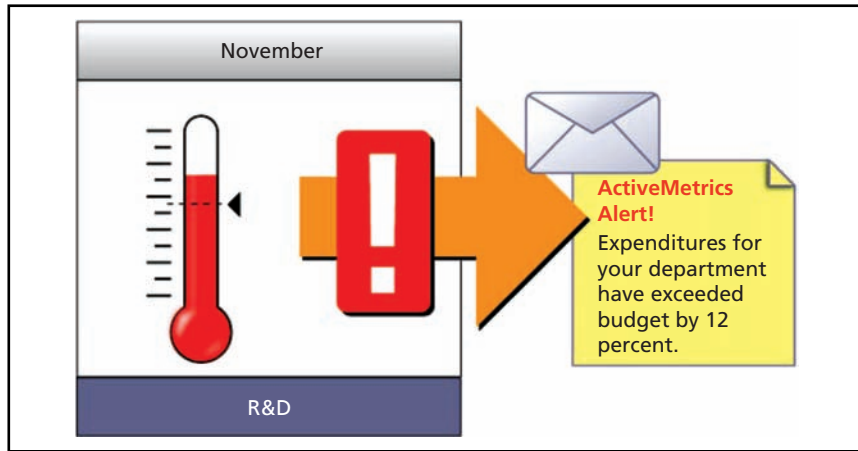 November
ActiveMetrics
Alert!
Expenditures for
your department
have exceeded
budget by 12
percent.
R&D